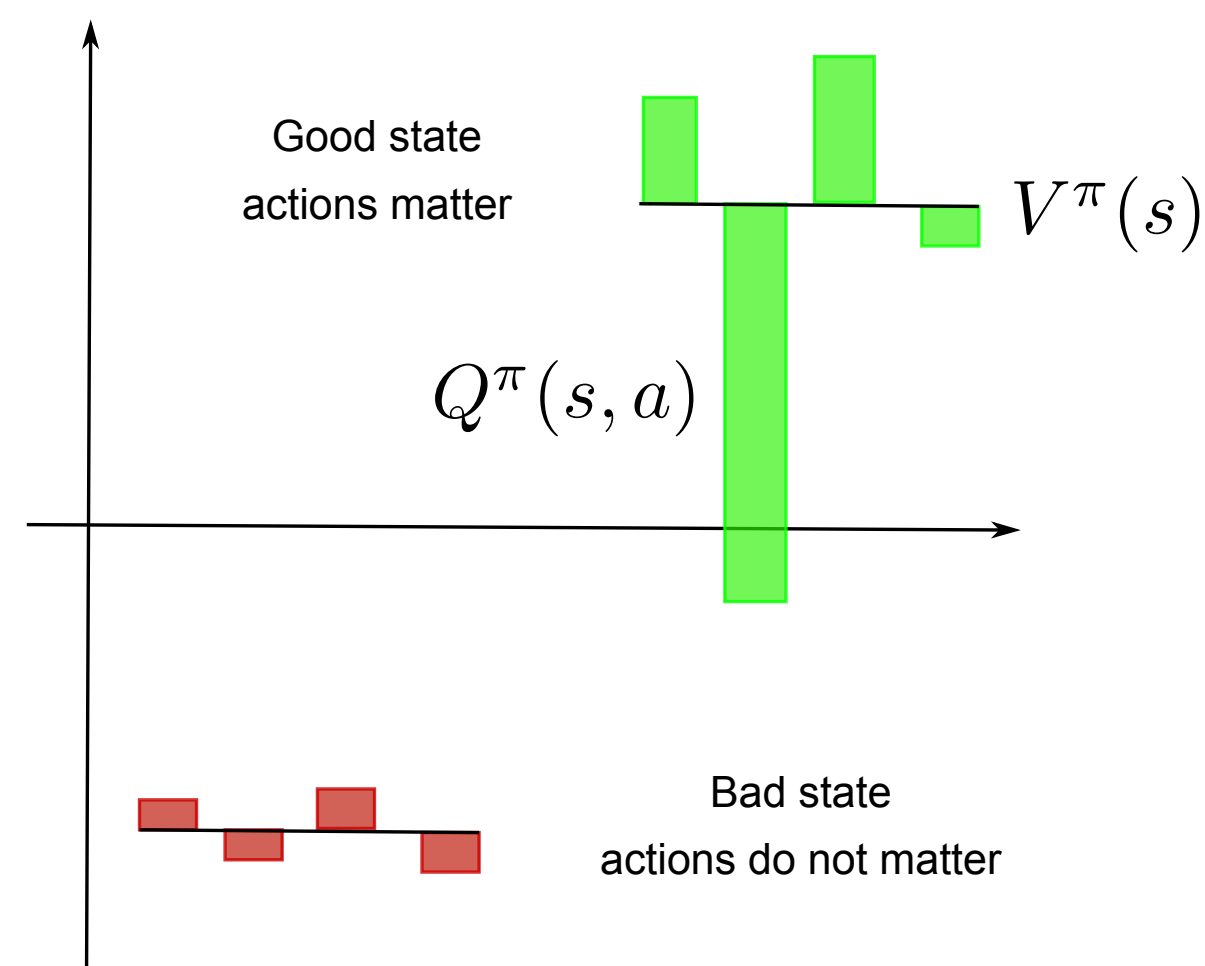 Good state
actions matter
V^π(s)
Q^π(s, a)
Bad state
actions do not matter